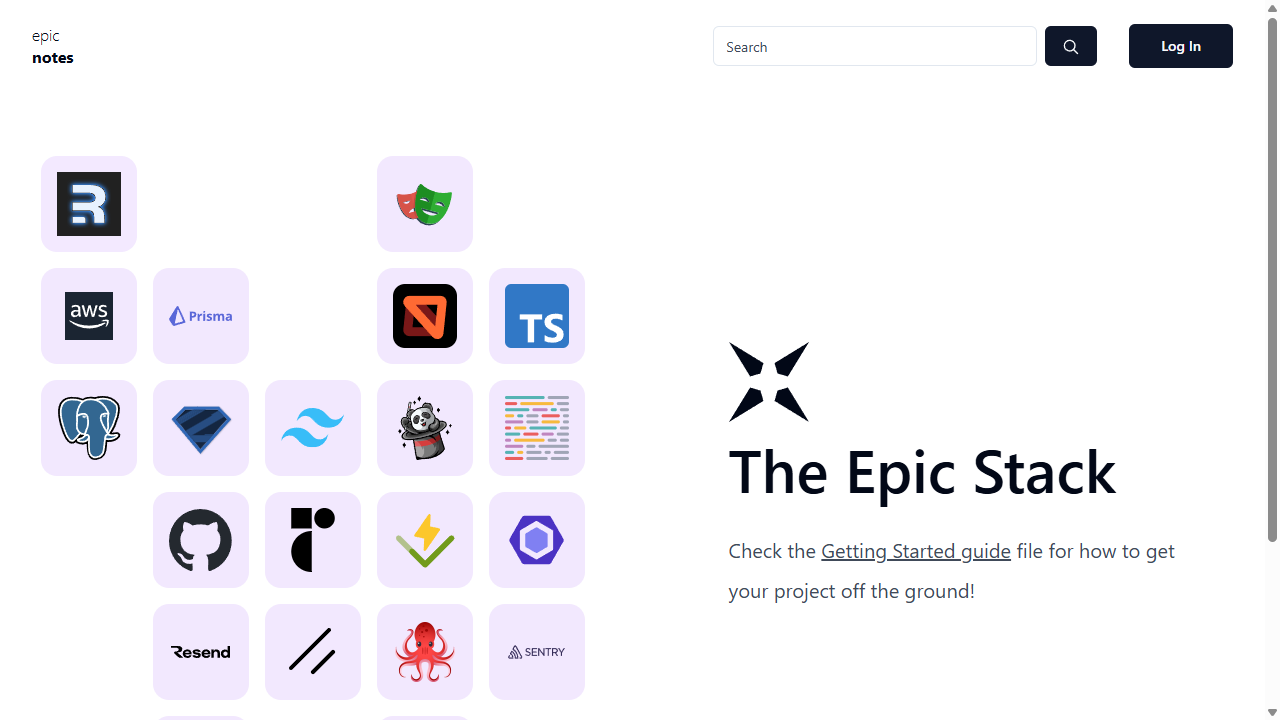 epic
notes
Search
Log In
aws
Prisma
TS
Resend
SENTRY
The Epic Stack
Check the Getting Started guide file for how to get
your project off the ground!